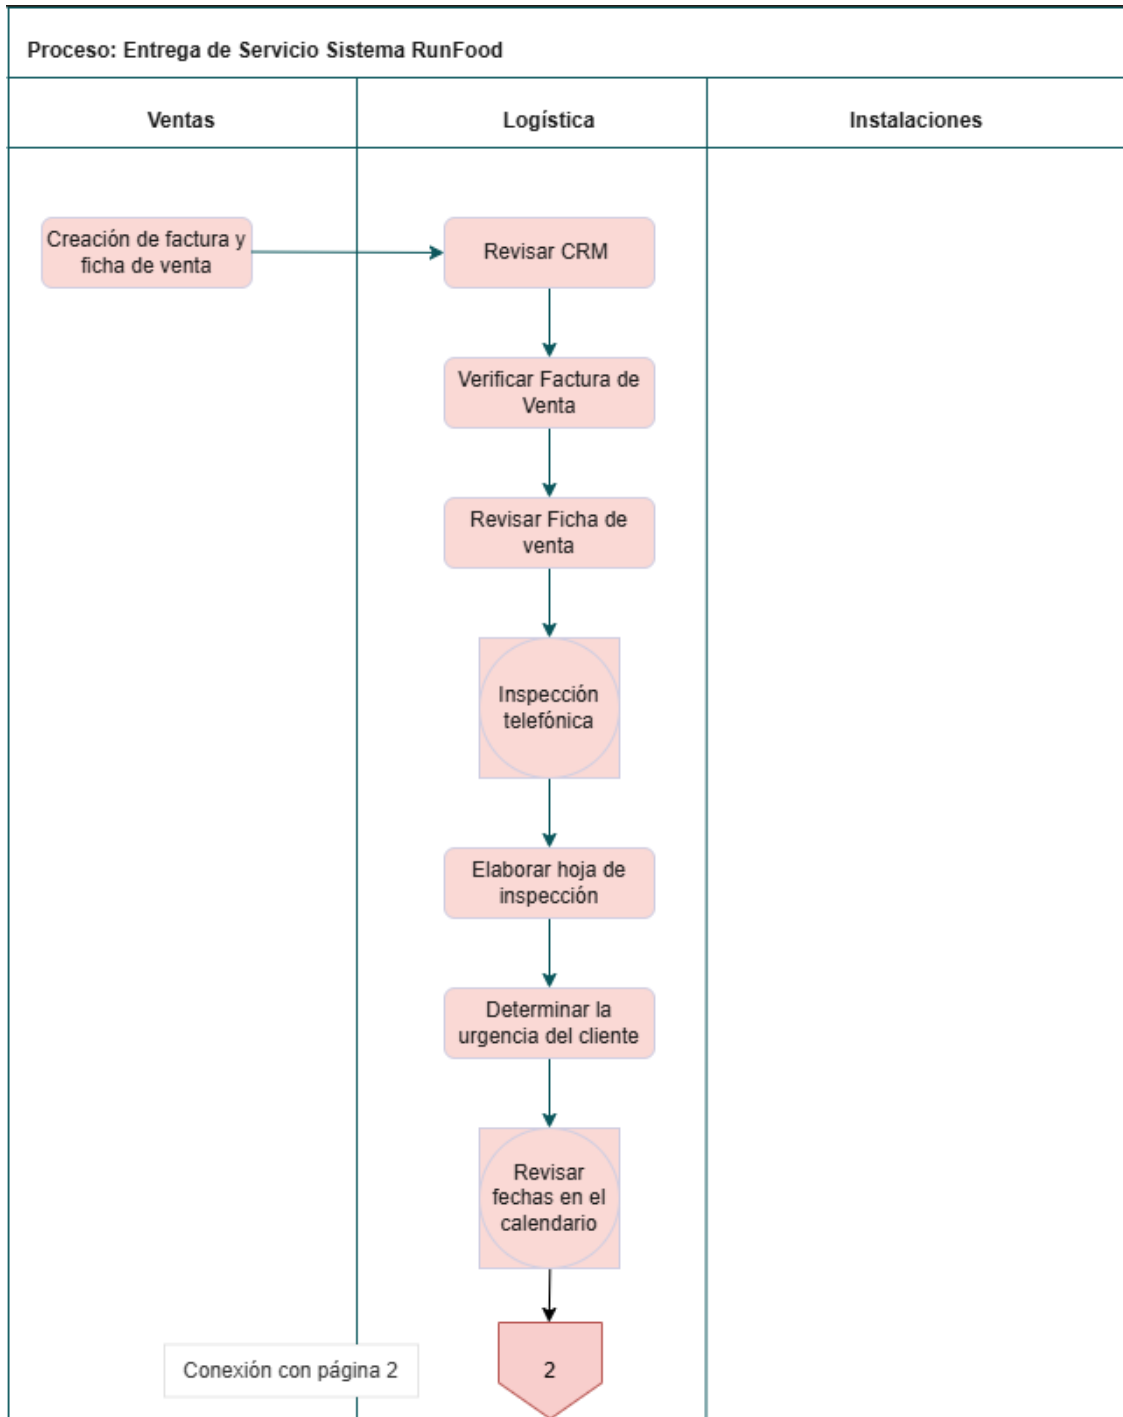 Proceso: Entrega de Servicio Sistema RunFood
Ventas
Logística
Instalaciones
Creación de factura y
ficha de venta
Revisar CRM
Verificar Factura de
Venta
Revisar Ficha de
venta
Inspección
telefónica
Elaborar hoja de
inspección
Determinar la
urgencia del cliente
Revisar
fechas en el
calendario
Conexión con página 2
2